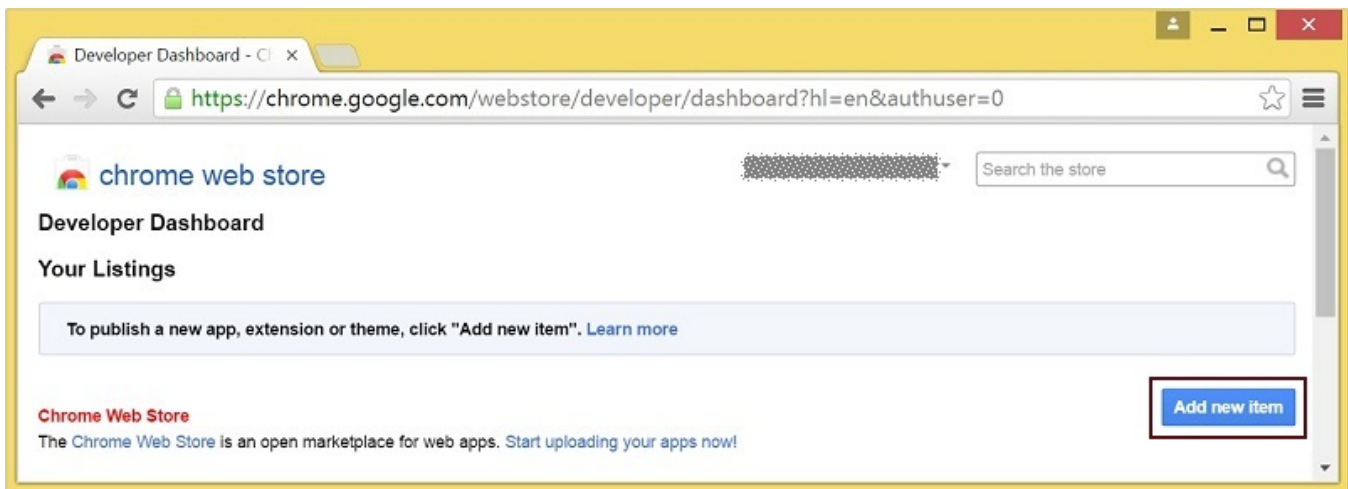 Developer Dashboard - C
https://chrome.google.com/webstore/developer/dashboard?hl=en&authuser=0
chrome web store
Search the store
Developer Dashboard
Your Listings
To publish a new app, extension or theme, click "Add new item". Learn more
Add new item
Chrome Web Store
The Chrome Web Store is an open marketplace for web apps. Start uploading your apps now!